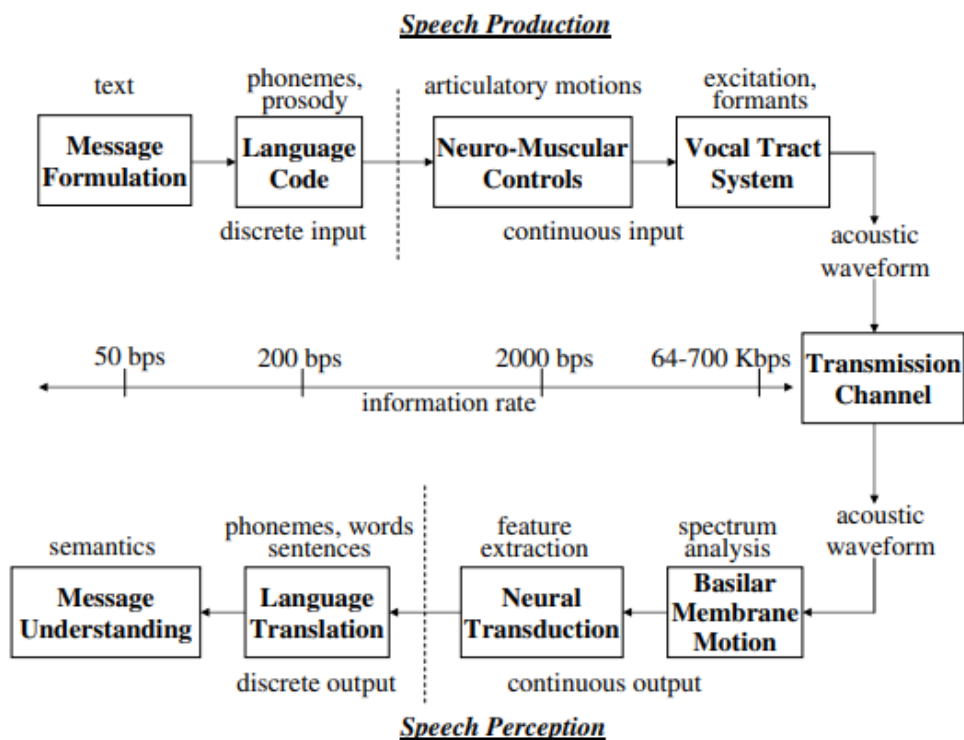 Speech Production
text
phonemes,
prosody
articulatory motions
excitation,
formants
Message
Formulation
Language
Code
Neuro-Muscular
Controls
Vocal Tract
System
discrete input
continuous input
acoustic
waveform
50 bps
200 bps
2000 bps
64-700 Kbps
information rate
Transmission
Channel
semantics
phonemes, words
sentences
feature
extraction
spectrum
analysis
acoustic
waveform
Message
Understanding
Language
Translation
Neural
Transduction
Basilar
Membrane
Motion
discrete output
continuous output
Speech Perception